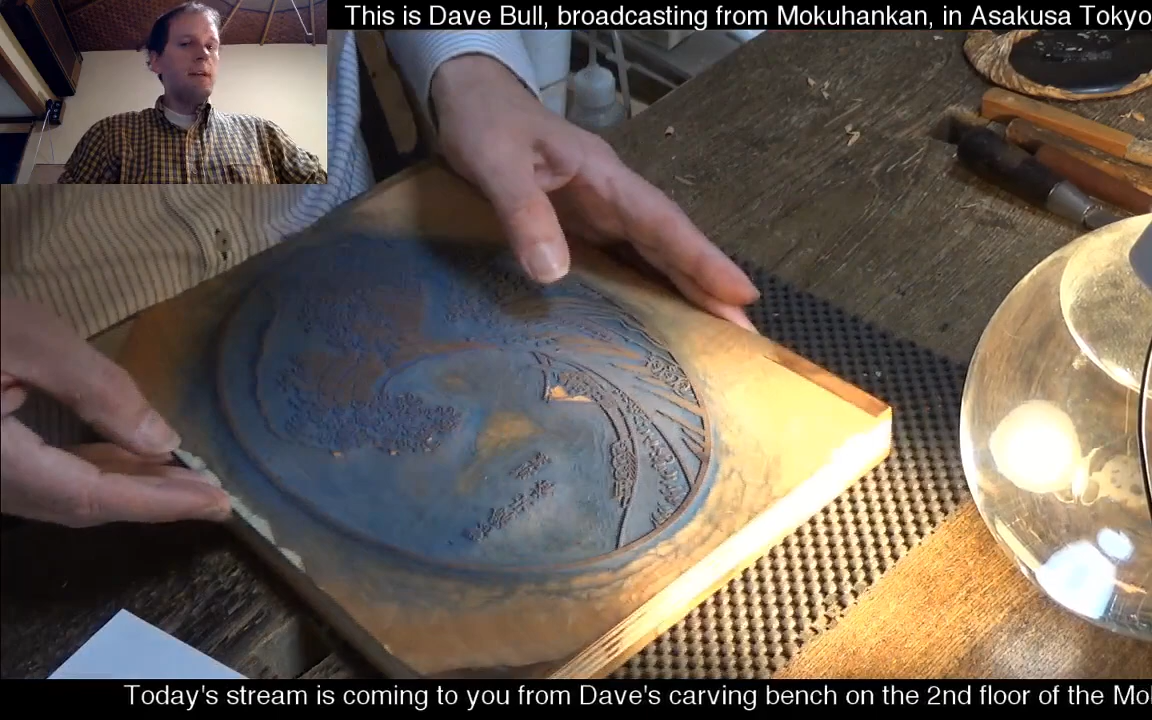 This is Dave Bull, broadcasting from Mokuhankan, in Asakusa Tokyo
Today's stream is coming to you from Dave's carving bench on the 2nd floor of the Mo